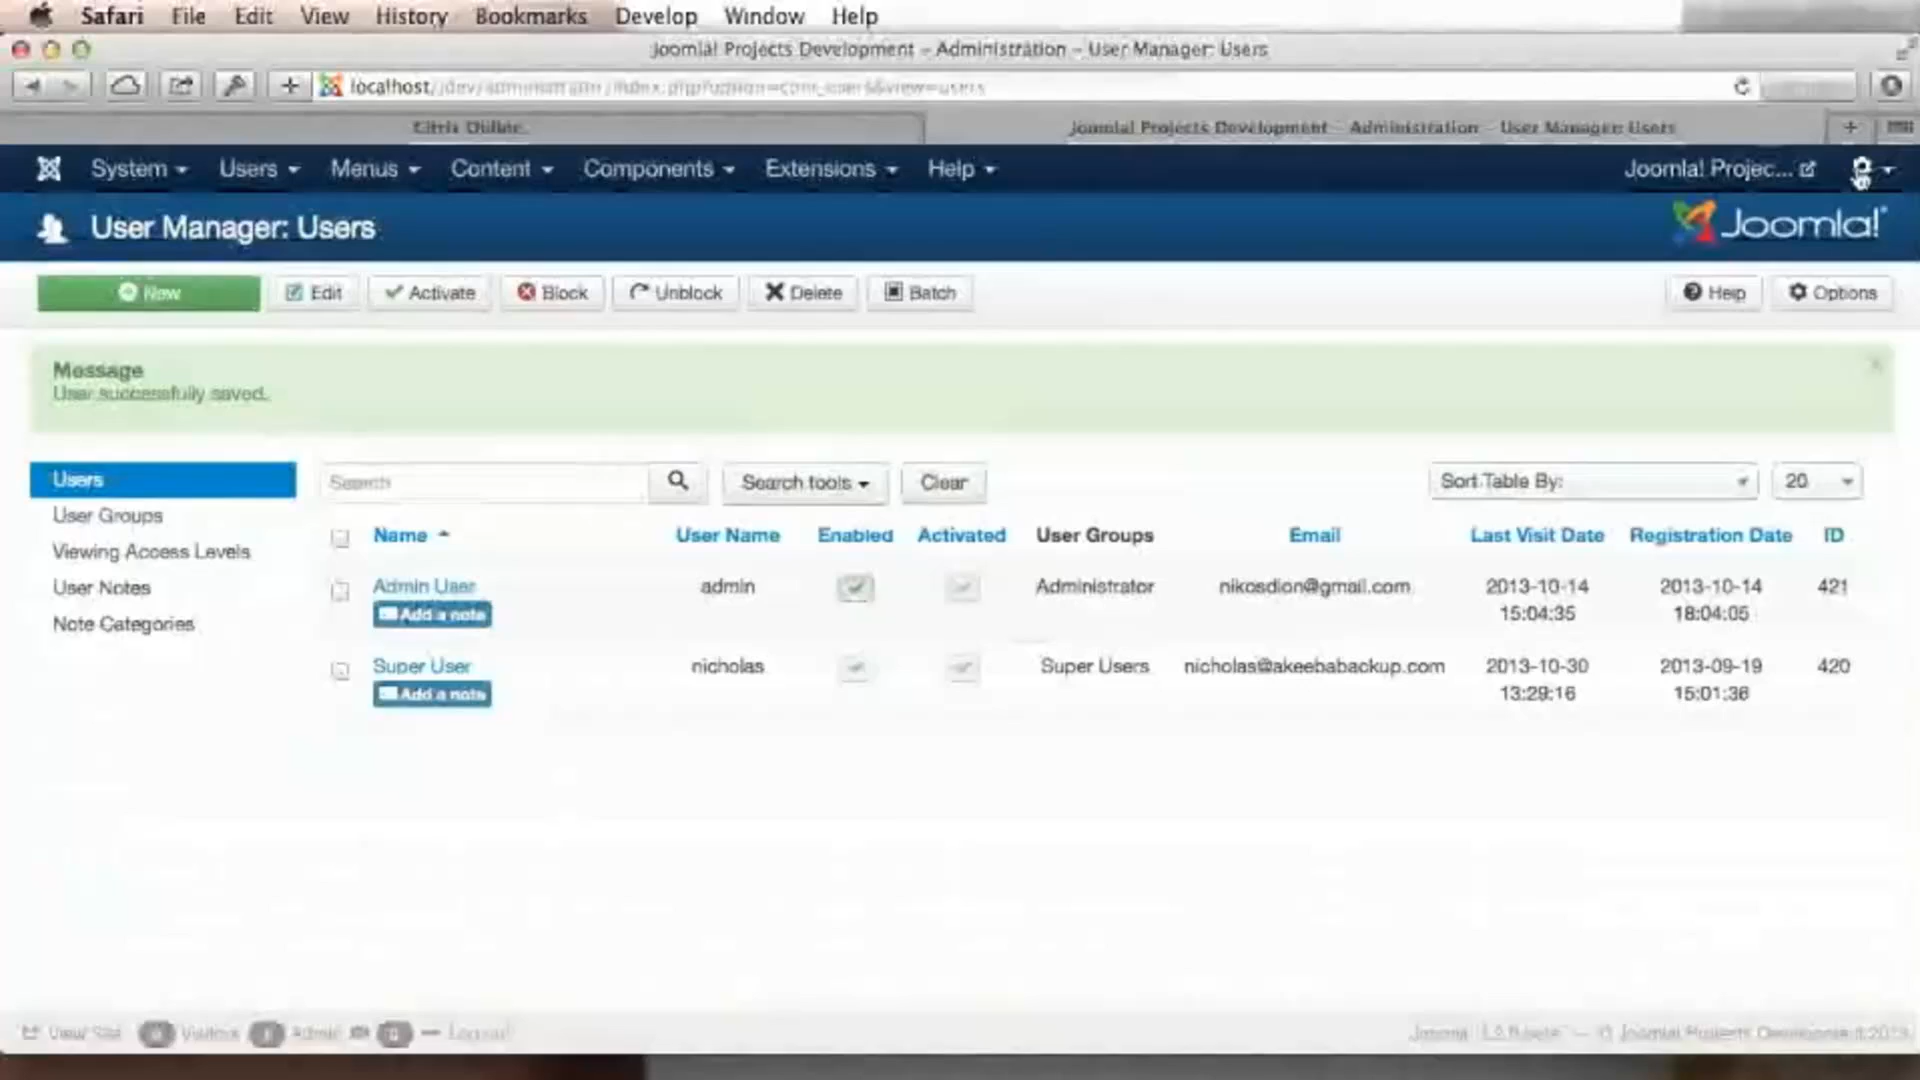 Safari File Edit View History Bookmarks Develop Window Help
Joomla! Projects Development – Administration – User Manager: Users
localhost/dev/administrator/index.php?option=com_users&view=users
Citrix Online
Joomla! Projects Development – Administration – User Manager: Users
System Users Menus Content Components Extensions Help Joomla! Projec...
User Manager: Users Joomla!
New Edit Activate Block Unblock Delete Batch Help Options
Message
User successfully saved.
Users
User Groups
Viewing Access Levels
User Notes
Note Categories
Search Search tools Clear Sort Table By: 20
Name User Name Enabled Activated User Groups Email Last Visit Date Registration Date ID
Admin User admin Administrator nikosdion@gmail.com 2013-10-14 2013-10-14 421
Add a note 15:04:35 18:04:05
Super User nicholas Super Users nicholas@akeebabackup.com 2013-10-30 2013-09-19 420
Add a note 13:29:16 15:01:36
View Site Visitors Admin Logout
Joomla! — © Joomla! Projects Development 2013